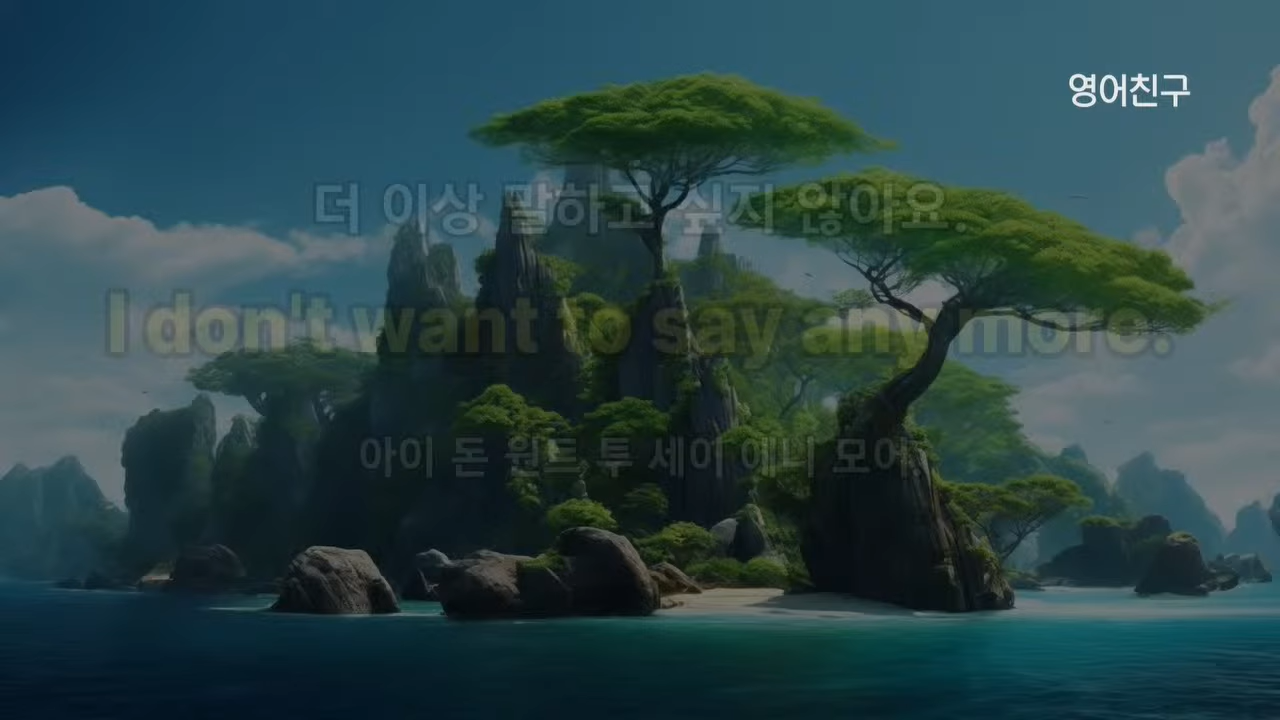 영어친구
더 이상 말하고 싶지 않아요.
I don't want to say any more.
아이 돈 원트 투 세이 에니 모어